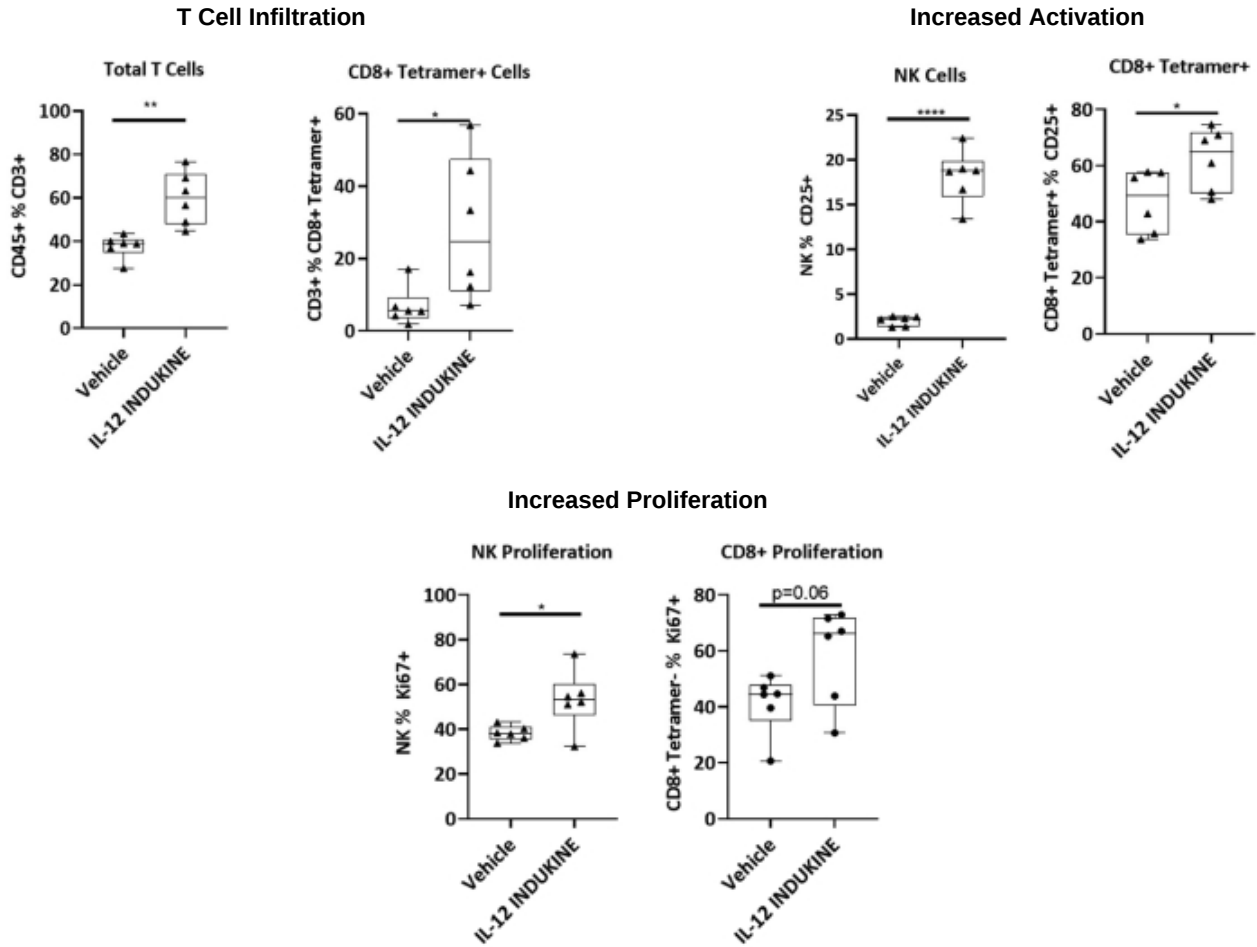 T Cell Infiltration
Total T Cells
**
CD45+ % CD3+
100
80
60
40
20
0
Vehicle
IL-12 INDUKINE
CD8+ Tetramer+ Cells
*
CD3+ % CD8+ Tetramer+
60
40
20
0
Vehicle
IL-12 INDUKINE
Increased Activation
NK Cells
****
NK % CD25+
25
20
15
10
5
0
Vehicle
IL-12 INDUKINE
CD8+ Tetramer+
*
CD8+ Tetramer+ % CD25+
80
60
40
20
0
Vehicle
IL-12 INDUKINE
Increased Proliferation
NK Proliferation
*
NK % Ki67+
100
80
60
40
20
0
Vehicle
IL-12 INDUKINE
CD8+ Proliferation
p=0.06
CD8+ Tetramer- % Ki67+
80
60
40
20
0
Vehicle
IL-12 INDUKINE